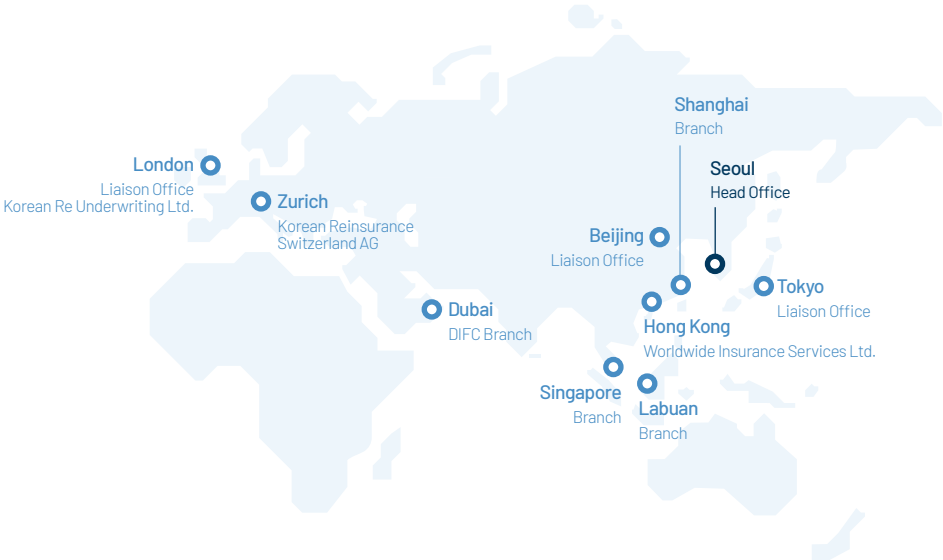 Shanghai
Branch
London
Liaison Office
Korean Re Underwriting Ltd.
Seoul
Head Office
Zurich
Korean Reinsurance
Switzerland AG
Beijing
Liaison Office
Tokyo
Liaison Office
Dubai
DIFC Branch
Hong Kong
Worldwide Insurance Services Ltd.
Singapore
Branch
Labuan
Branch